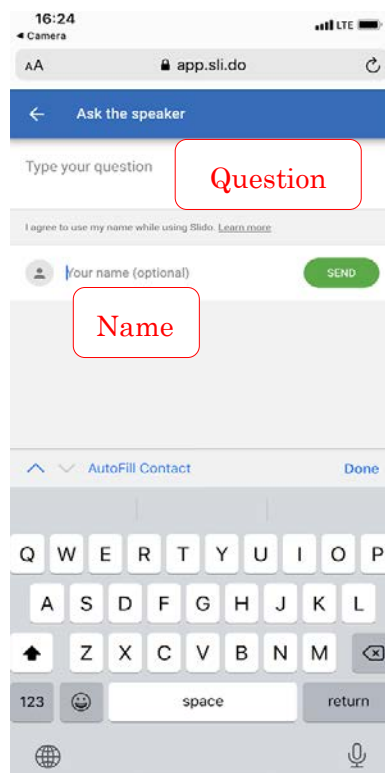 16:24
LTE
◄ Camera
AA
app.sli.do
Ask the speaker
Type your question
Question
I agree to use my name while using Slido. Learn more
Your name (optional)
SEND
Name
AutoFill Contact
Done
Q W E R T Y U I O P
A S D F G H J K L
Z X C V B N M
123
space
return